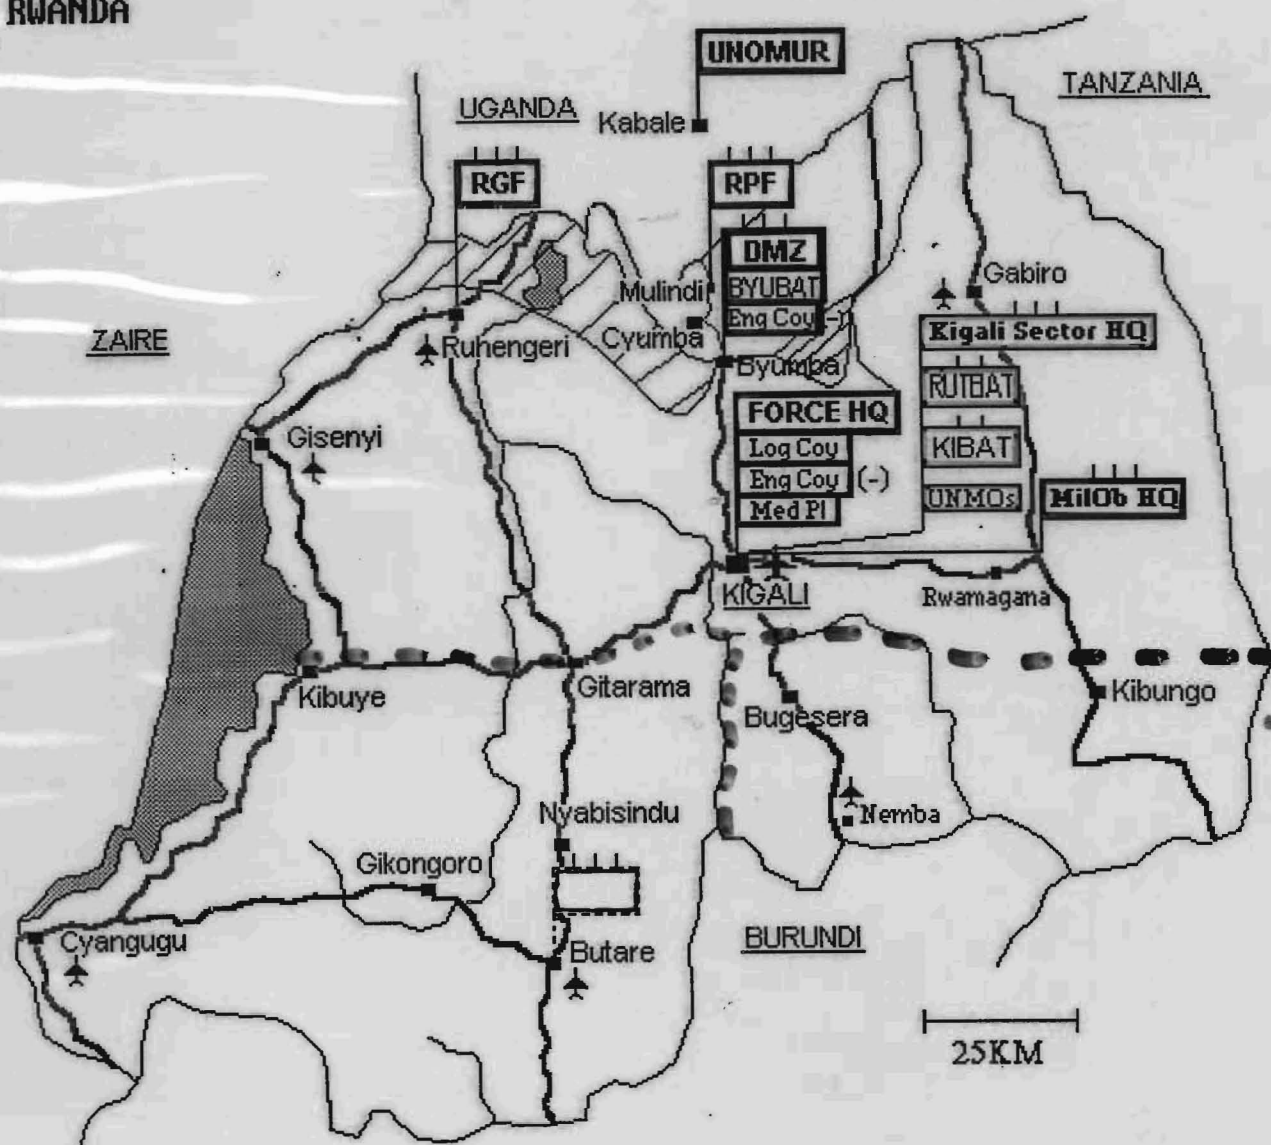 RWANDA
UNOMUR
TANZANIA
UGANDA
Kabale
RGF
RPF
DMZ
BYUBAT
Eng Coy (-)
Mulindi
Gabiro
Kigali Sector HQ
ZAIRE
Ruhengeri
Cyumba
Byumba
RUTBAT
FORCE HQ
Gisenyi
Log Coy
KIBAT
Eng Coy (-)
UNMOs
MilOb HQ
Med Pl
KIGALI
Rwamagana
Kibuye
Gitarama
Bugesera
Kibungo
Nyabisindu
Nemba
Gikongoro
Cyangugu
Butare
BURUNDI
25KM